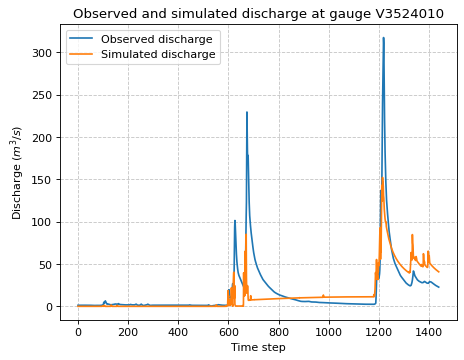 Observed and simulated discharge at gauge V3524010
Observed discharge
Simulated discharge
Discharge (m³/s)
300
250
200
150
100
50
0
0 200 400 600 800 1000 1200 1400
Time step